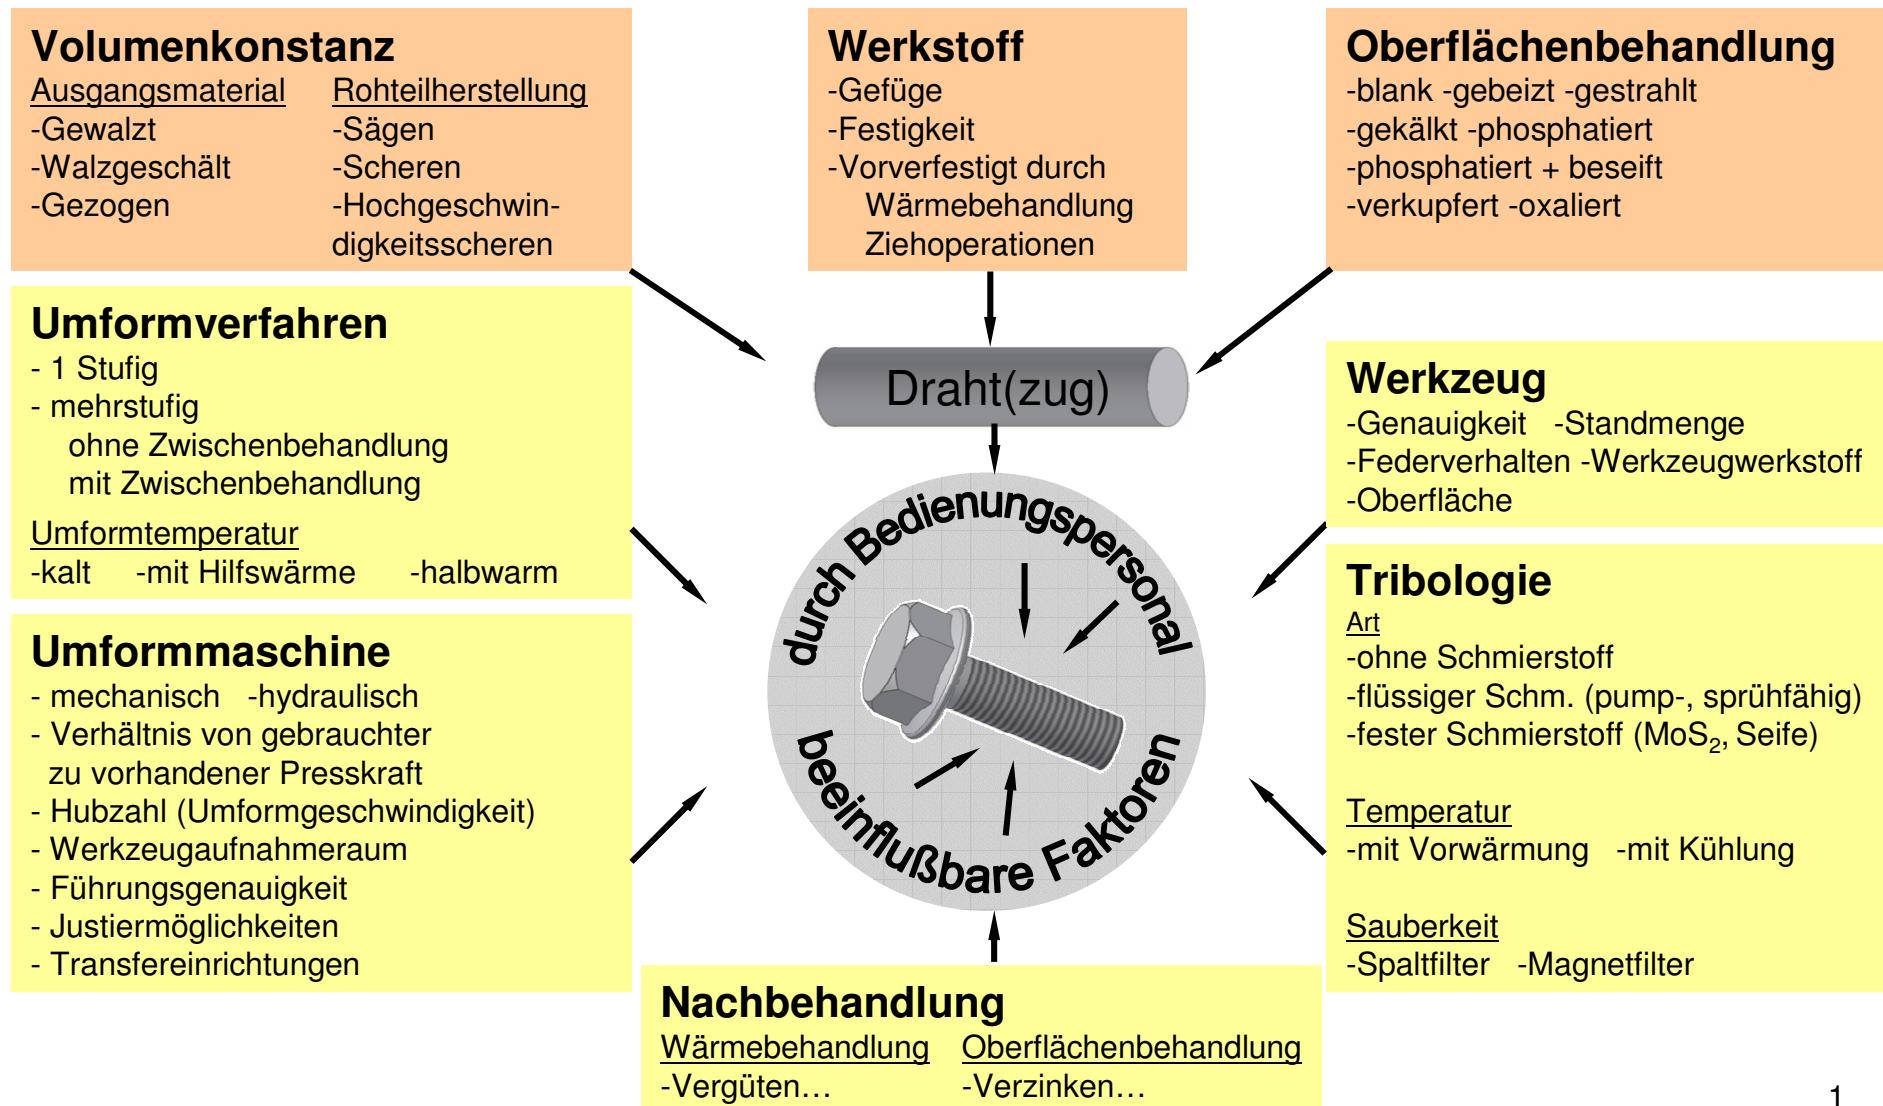 Volumenkonstanz
Ausgangsmaterial Rohteilherstellung
-Gewalzt -Sägen
-Walzgeschält -Scheren
-Gezogen -Hochgeschwin-
digkeitsscheren
Werkstoff
-Gefüge
-Festigkeit
-Vorverfestigt durch
Wärmebehandlung
Ziehoperationen
Oberflächenbehandlung
-blank -gebeizt -gestrahlt
-gekälkt -phosphatiert
-phosphatiert + beseift
-verkupfert -oxaliert
Umformverfahren
- 1 Stufig
- mehrstufig
ohne Zwischenbehandlung
mit Zwischenbehandlung
Umformtemperatur
-kalt -mit Hilfswärme -halbwarm
Draht(zug)
Werkzeug
-Genauigkeit -Standmenge
-Federverhalten -Werkzeugwerkstoff
-Oberfläche
durch Bedienungspersonal
beeinflußbare Faktoren
Umformmaschine
- mechanisch -hydraulisch
- Verhältnis von gebrauchter
zu vorhandener Presskraft
- Hubzahl (Umformgeschwindigkeit)
- Werkzeugaufnahmeraum
- Führungsgenauigkeit
- Justiermöglichkeiten
- Transfereinrichtungen
Tribologie
Art
-ohne Schmierstoff
-flüssiger Schm. (pump-, sprühfähig)
-fester Schmierstoff (MoS₂, Seife)
Temperatur
-mit Vorwärmung -mit Kühlung
Sauberkeit
-Spaltfilter -Magnetfilter
Nachbehandlung
Wärmebehandlung Oberflächenbehandlung
-Vergüten… -Verzinken…
1